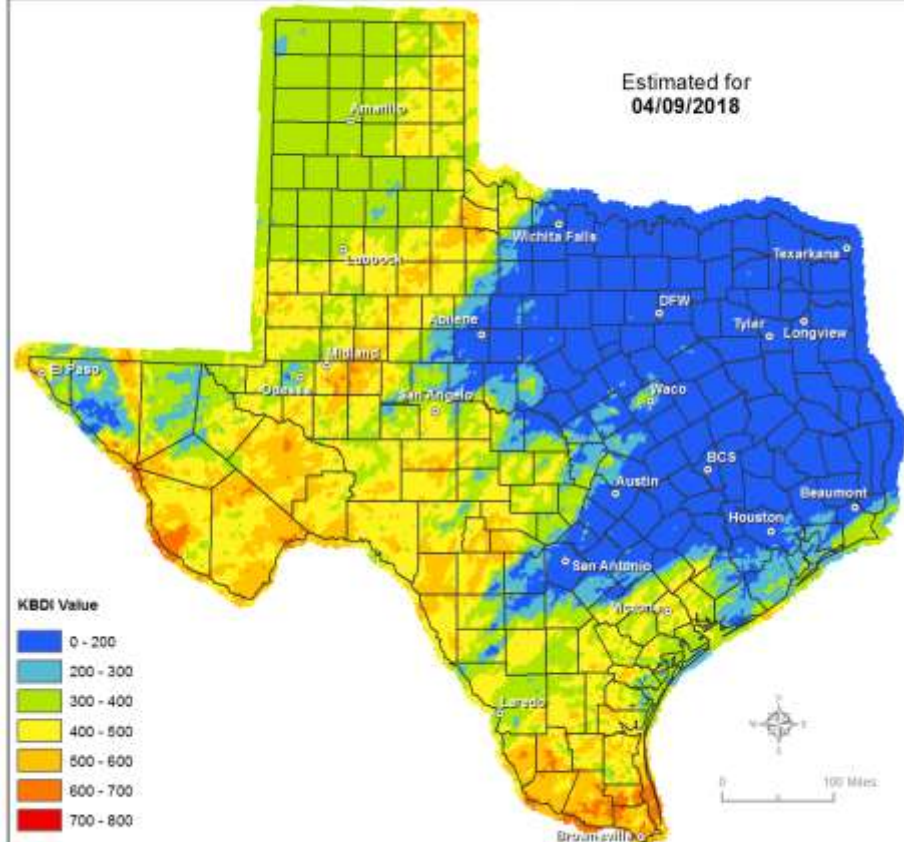 Estimated for
04/09/2018
Amarillo
Wichita Falls
Texarkana
Lubbock
DFW
Abilene
Tyler
Longview
Midland
El Paso
Odessa
San Angelo
Waco
BCS
Austin
Beaumont
Houston
San Antonio
Victoria
KBDI Value
0 - 200
200 - 300
300 - 400
400 - 500
500 - 600
600 - 700
700 - 800
Laredo
0 100 Miles
Brownsville